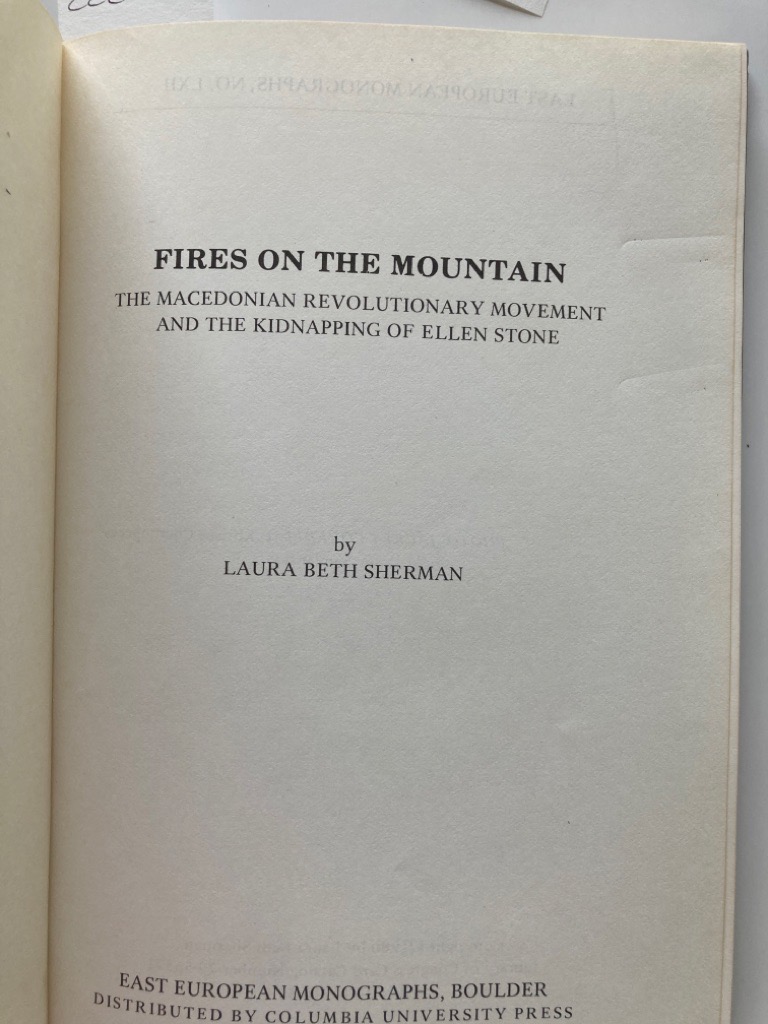 FIRES ON THE MOUNTAIN
THE MACEDONIAN REVOLUTIONARY MOVEMENT
AND THE KIDNAPPING OF ELLEN STONE
by
LAURA BETH SHERMAN
EAST EUROPEAN MONOGRAPHS, BOULDER
DISTRIBUTED BY COLUMBIA UNIVERSITY PRESS